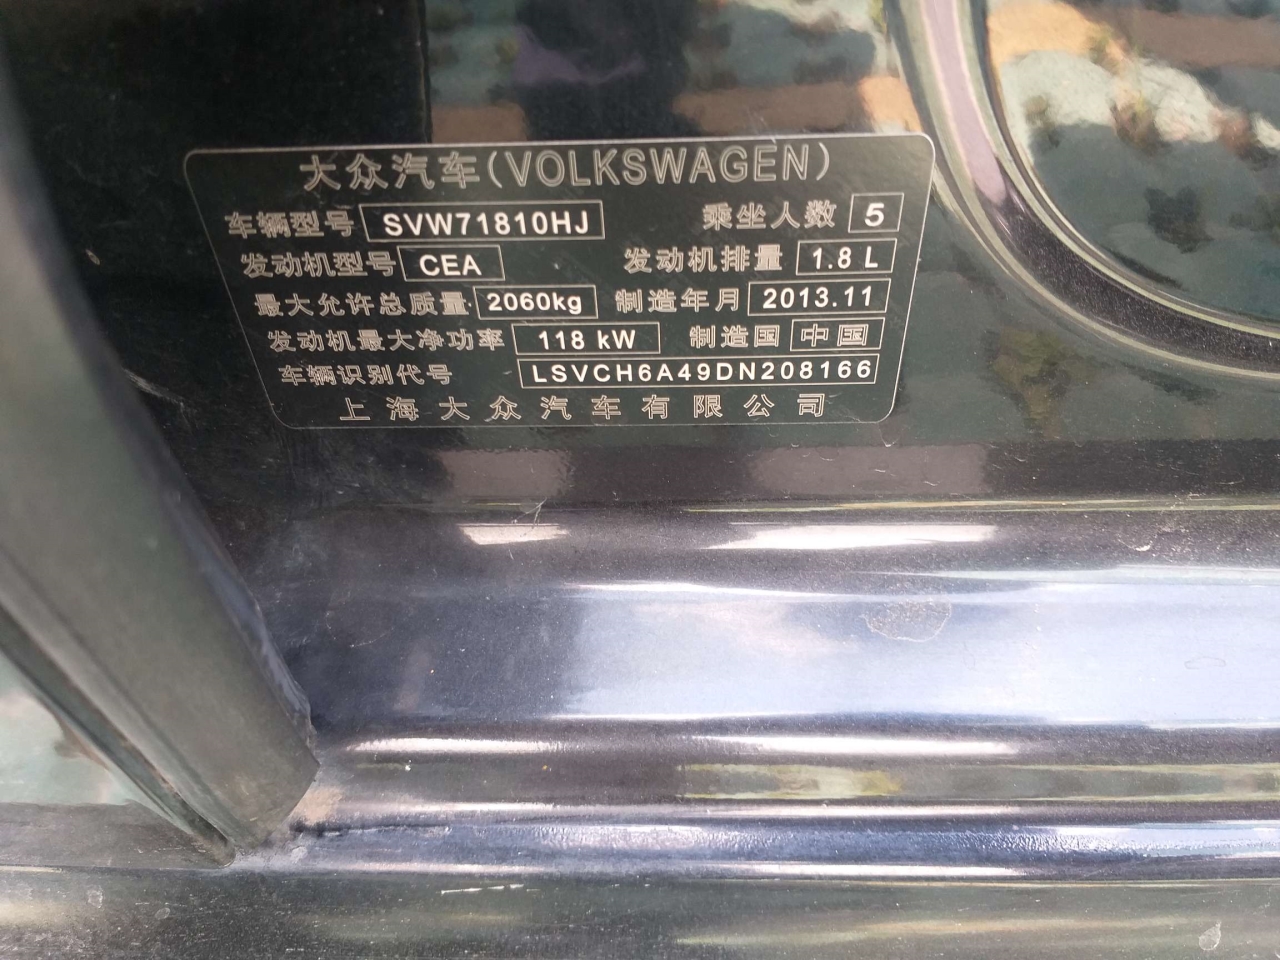 大众汽车(VOLKSWAGEN)
车辆型号 SVW71810HJ 乘坐人数 5
发动机型号 CEA 发动机排量 1.8 L
最大允许总质量 2060kg 制造年月 2013.11
发动机最大净功率 118 kW 制造国 中国
车辆识别代号 LSVCH6A49DN208166
上海大众汽车有限公司